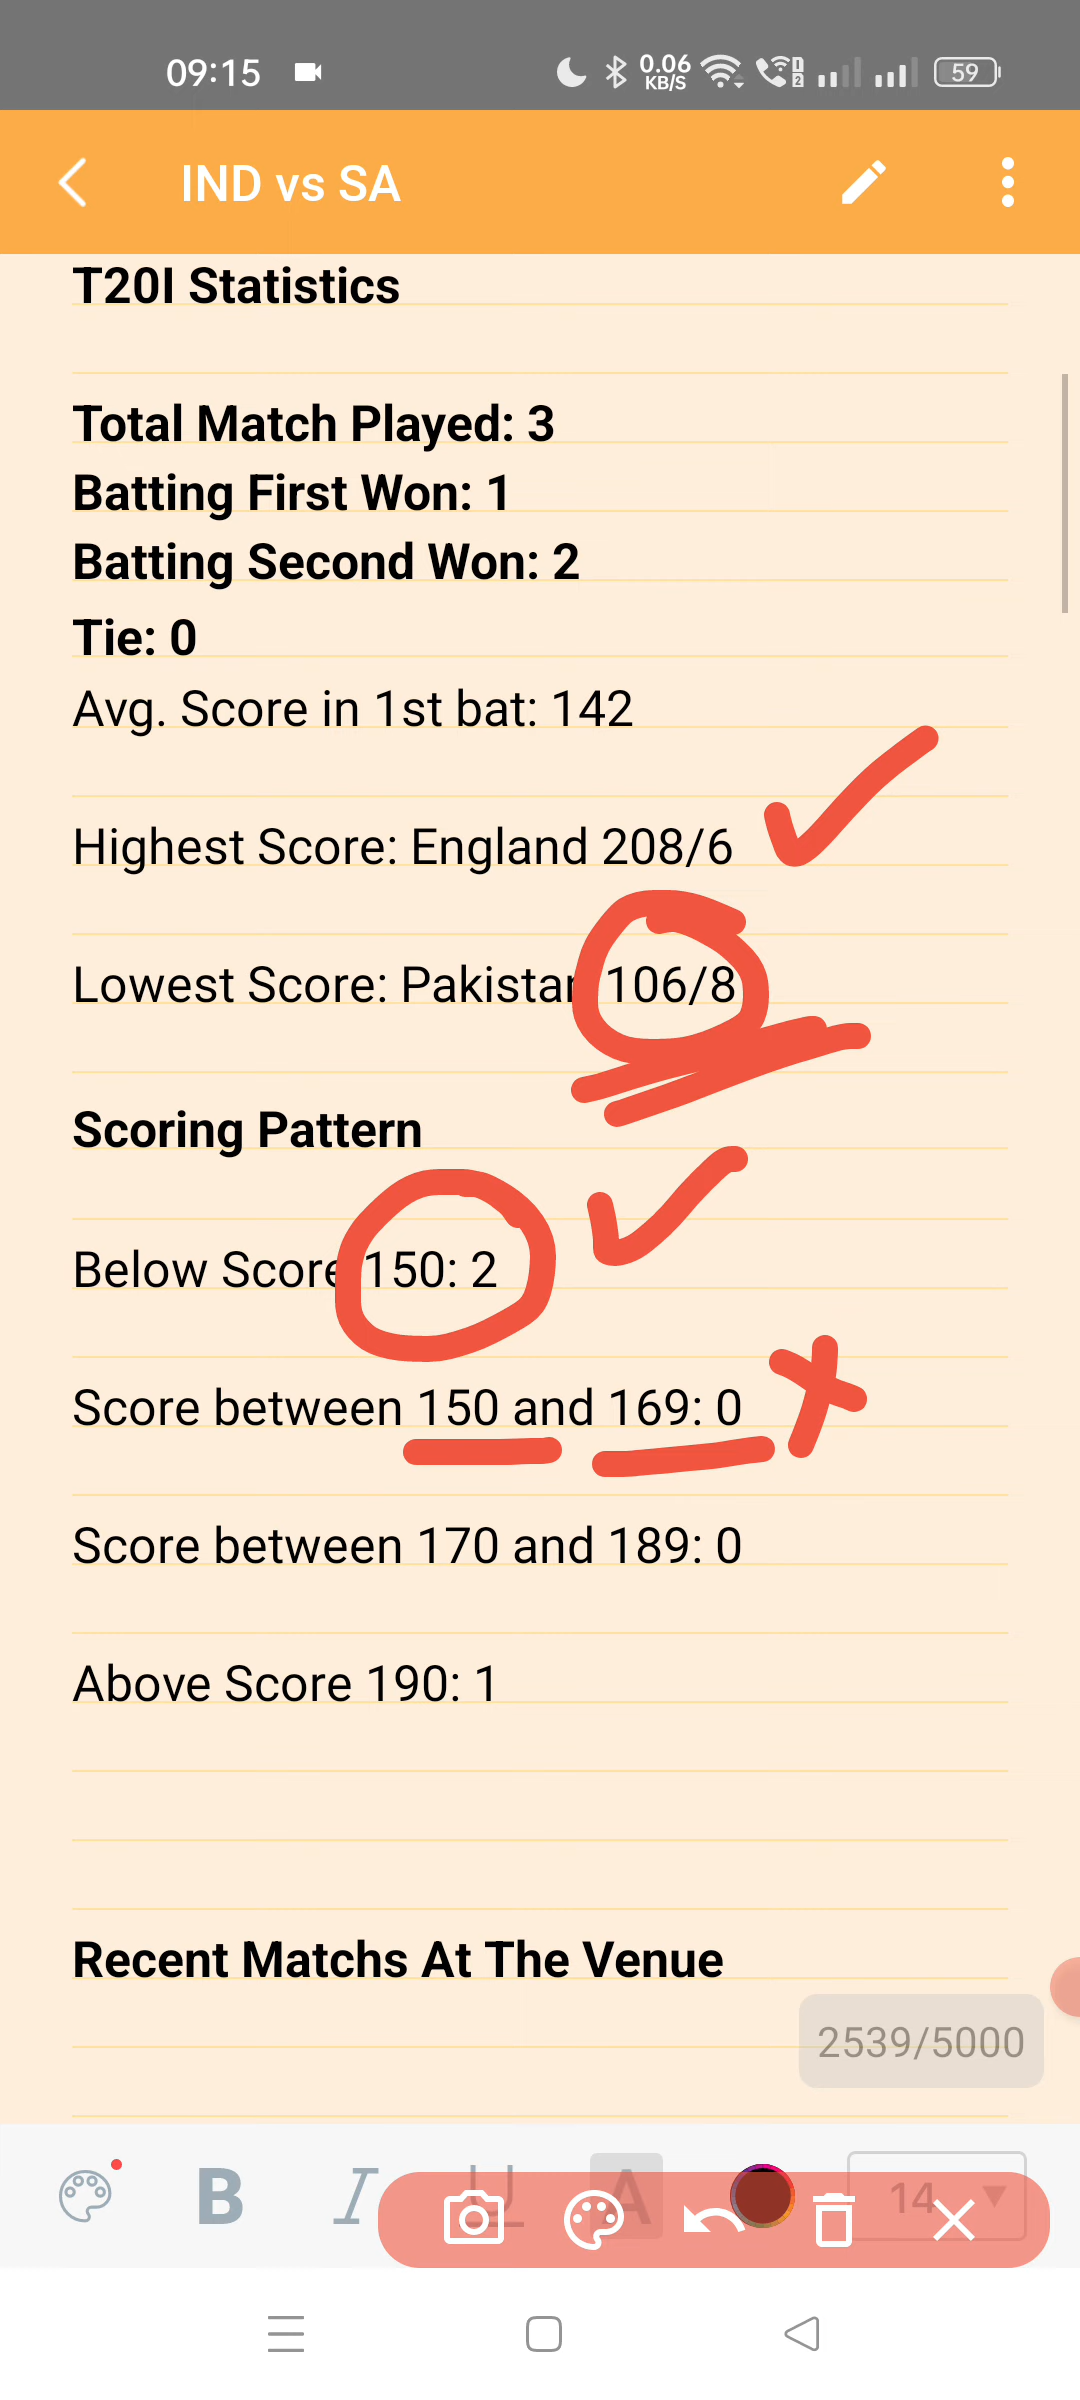 09:15
0.06
KB/S
59
IND vs SA
T20I Statistics
Total Match Played: 3
Batting First Won: 1
Batting Second Won: 2
Tie: 0
Avg. Score in 1st bat: 142
Highest Score: England 208/6
Lowest Score: Pakistan 106/8
Scoring Pattern
Below Score 150: 2
Score between 150 and 169: 0
Score between 170 and 189: 0
Above Score 190: 1
Recent Matchs At The Venue
2539/5000
B I U A 14